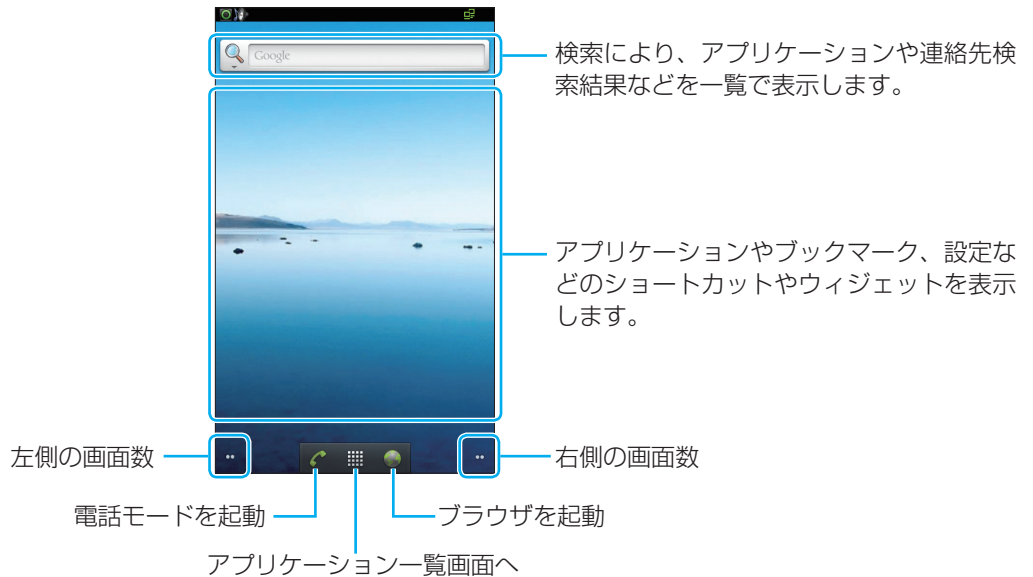 Google
検索により、アプリケーションや連絡先検
索結果などを一覧で表示します。
アプリケーションやブックマーク、設定な
どのショートカットやウィジェットを表示
します。
左側の画面数
右側の画面数
電話モードを起動
ブラウザを起動
アプリケーション一覧画面へ